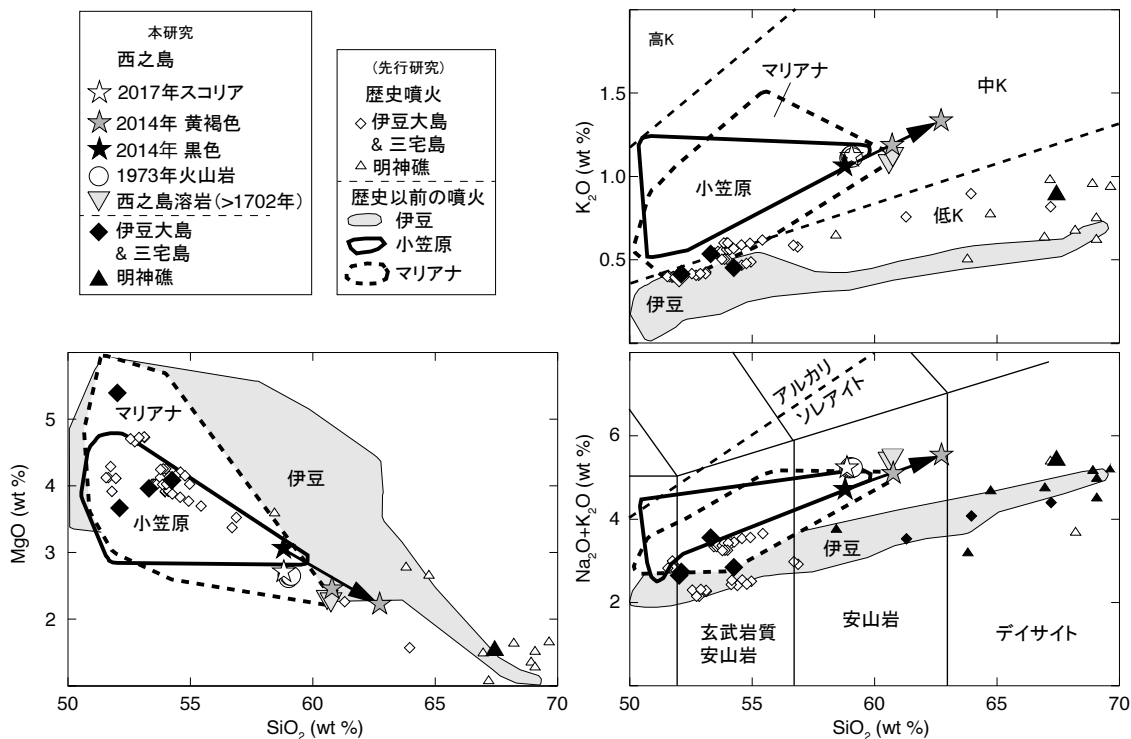 本研究
西之島
2017年スコリア
2014年 黄褐色
2014年 黒色
1973年火山岩
西之島溶岩(>1702年)
伊豆大島
& 三宅島
明神礁
(先行研究)
歴史噴火
伊豆大島
& 三宅島
明神礁
歴史以前の噴火
伊豆
小笠原
マリアナ
高K
マリアナ
中K
小笠原
低K
伊豆
1.5
1.0
0.5
K2O (wt %)
マリアナ
伊豆
小笠原
5
4
3
2
MgO (wt %)
50
55
60
65
SiO2 (wt %)
アルカリ
ソレアイト
伊豆
玄武岩質
安山岩
安山岩
デイサイト
6
4
2
Na2O+K2O (wt %)
50
55
60
65
70
SiO2 (wt %)